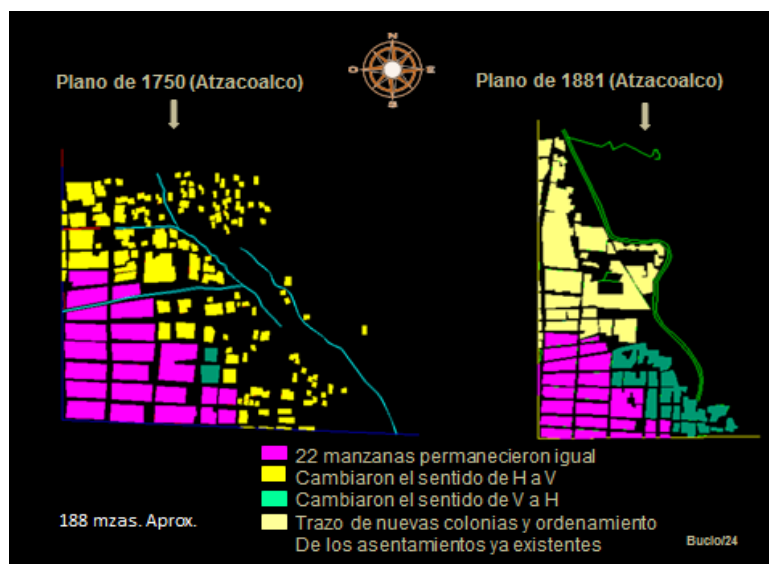 Plano de 1750 (Atzacoalco)
N
O
E
S
Plano de 1881 (Atzacoalco)
22 manzanas permanecieron igual
Cambiaron el sentido de H a V
Cambiaron el sentido de V a H
Trazo de nuevas colonias y ordenamiento
De los asentamientos ya existentes
188 mzas. Aprox.
Bucio/24